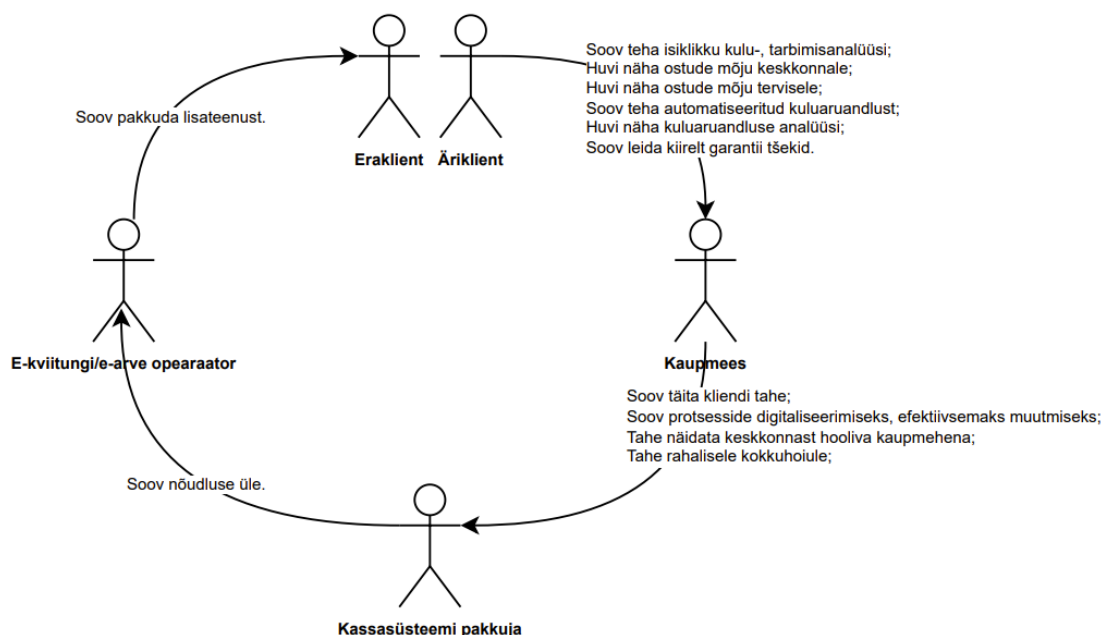 Soov teha isiklikku kulu-, tarbimisanalüüsi;
Huvi näha ostude mõju keskkonnale;
Huvi näha ostude mõju tervisele;
Soov teha automatiseeritud kuluaruandlust;
Huvi näha kuluaruandluse analüüsi;
Soov leida kiirelt garantii tšekid.
Soov pakkuda lisateenust.
Eraklient
Äriklient
E-kviitungi/e-arve opearaator
Kaupmees
Soov täita kliendi tahe;
Soov protsesside digitaliseerimiseks, efektiivsemaks muutmiseks;
Tahe näidata keskkonnast hooliva kaupmehena;
Tahe rahalisele kokkuhoiule;
Soov nõudluse üle.
Kassasüsteemi pakkuja